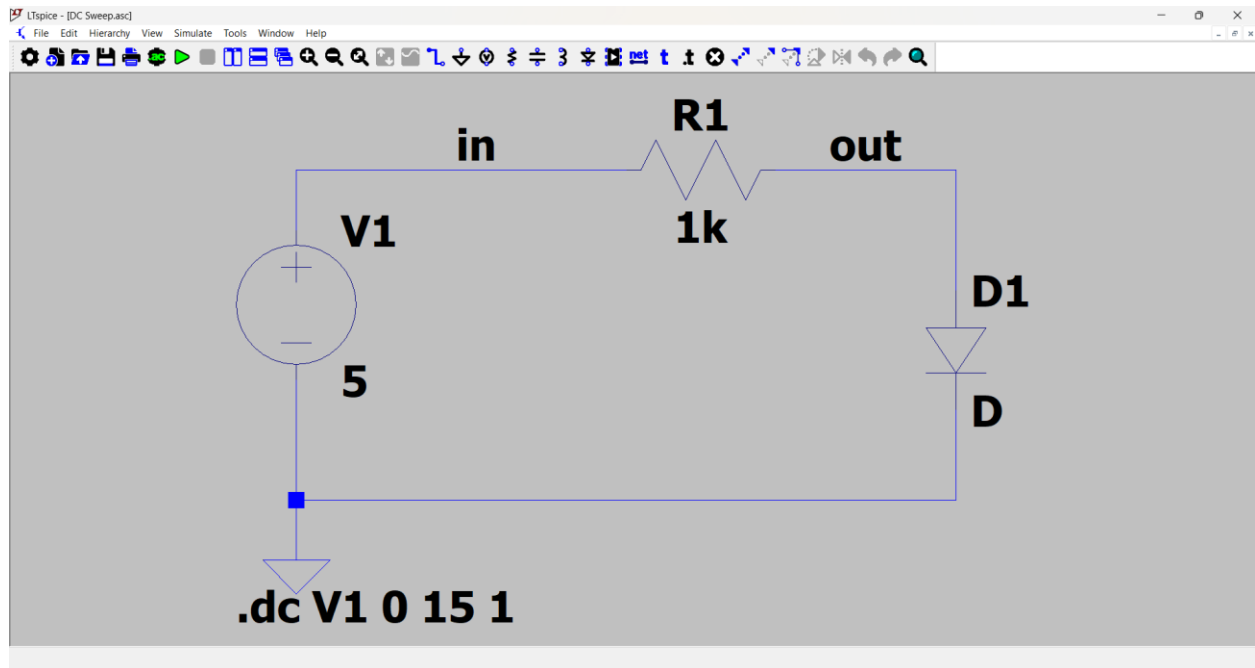 LTspice - [DC Sweep.asc]
File Edit Hierarchy View Simulate Tools Window Help
.ac net t .t
R1
in out
1k
V1
5
D1
D
.dc V1 0 15 1